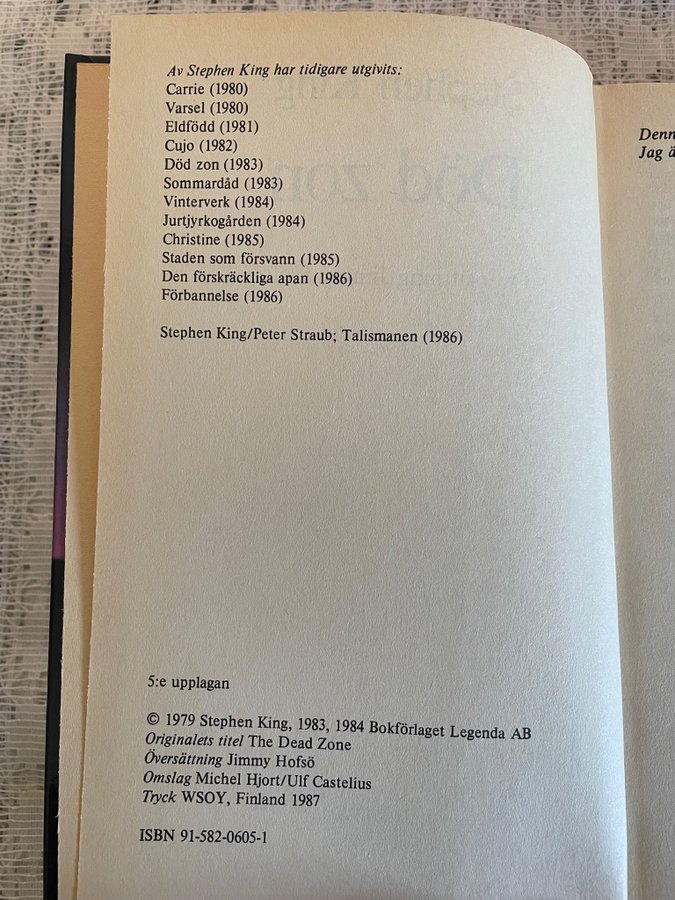 Av Stephen King har tidigare utgivits:
Carrie (1980)
Varsel (1980)
Eldfödd (1981)
Cujo (1982)
Död zon (1983)
Sommardåd (1983)
Vinterverk (1984)
Jurtjyrkogården (1984)
Christine (1985)
Staden som försvann (1985)
Den förskräckliga apan (1986)
Förbannelse (1986)
Stephen King/Peter Straub; Talismanen (1986)
5:e upplagan
© 1979 Stephen King, 1983, 1984 Bokförlaget Legenda AB
Originalets titel The Dead Zone
Översättning Jimmy Hofsö
Omslag Michel Hjort/Ulf Castelius
Tryck WSOY, Finland 1987
ISBN 91-582-0605-1
Jag